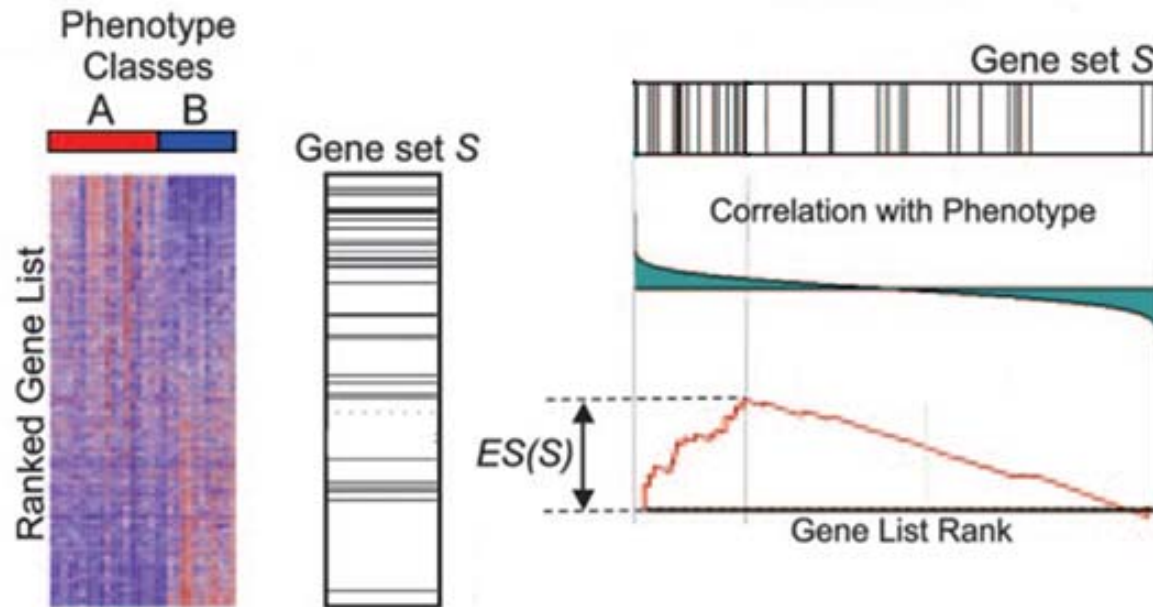 Phenotype
Classes
A B
Ranked Gene List
Gene set S
Gene set S
Correlation with Phenotype
ES(S)
Gene List Rank